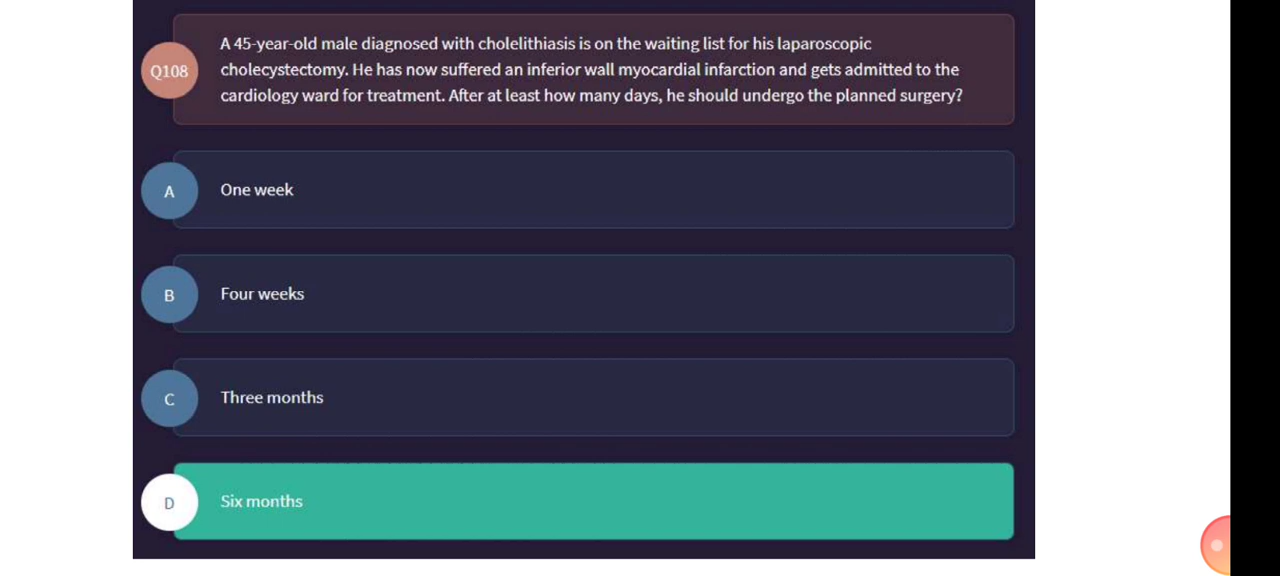 Q108
A 45-year-old male diagnosed with cholelithiasis is on the waiting list for his laparoscopic
cholecystectomy. He has now suffered an inferior wall myocardial infarction and gets admitted to the
cardiology ward for treatment. After at least how many days, he should undergo the planned surgery?
A
One week
B
Four weeks
C
Three months
D
Six months